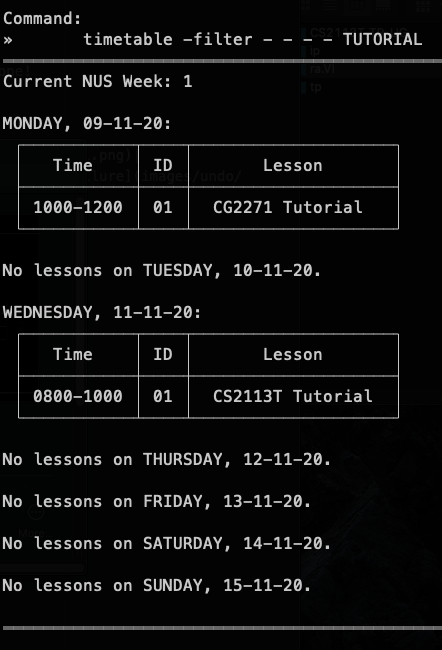 Command:
» timetable -filter - - - - TUTORIAL
Current NUS Week: 1
MONDAY, 09-11-20:
Time ID Lesson
1000-1200 01 CG2271 Tutorial
No lessons on TUESDAY, 10-11-20.
WEDNESDAY, 11-11-20:
Time ID Lesson
0800-1000 01 CS2113T Tutorial
No lessons on THURSDAY, 12-11-20.
No lessons on FRIDAY, 13-11-20.
No lessons on SATURDAY, 14-11-20.
No lessons on SUNDAY, 15-11-20.